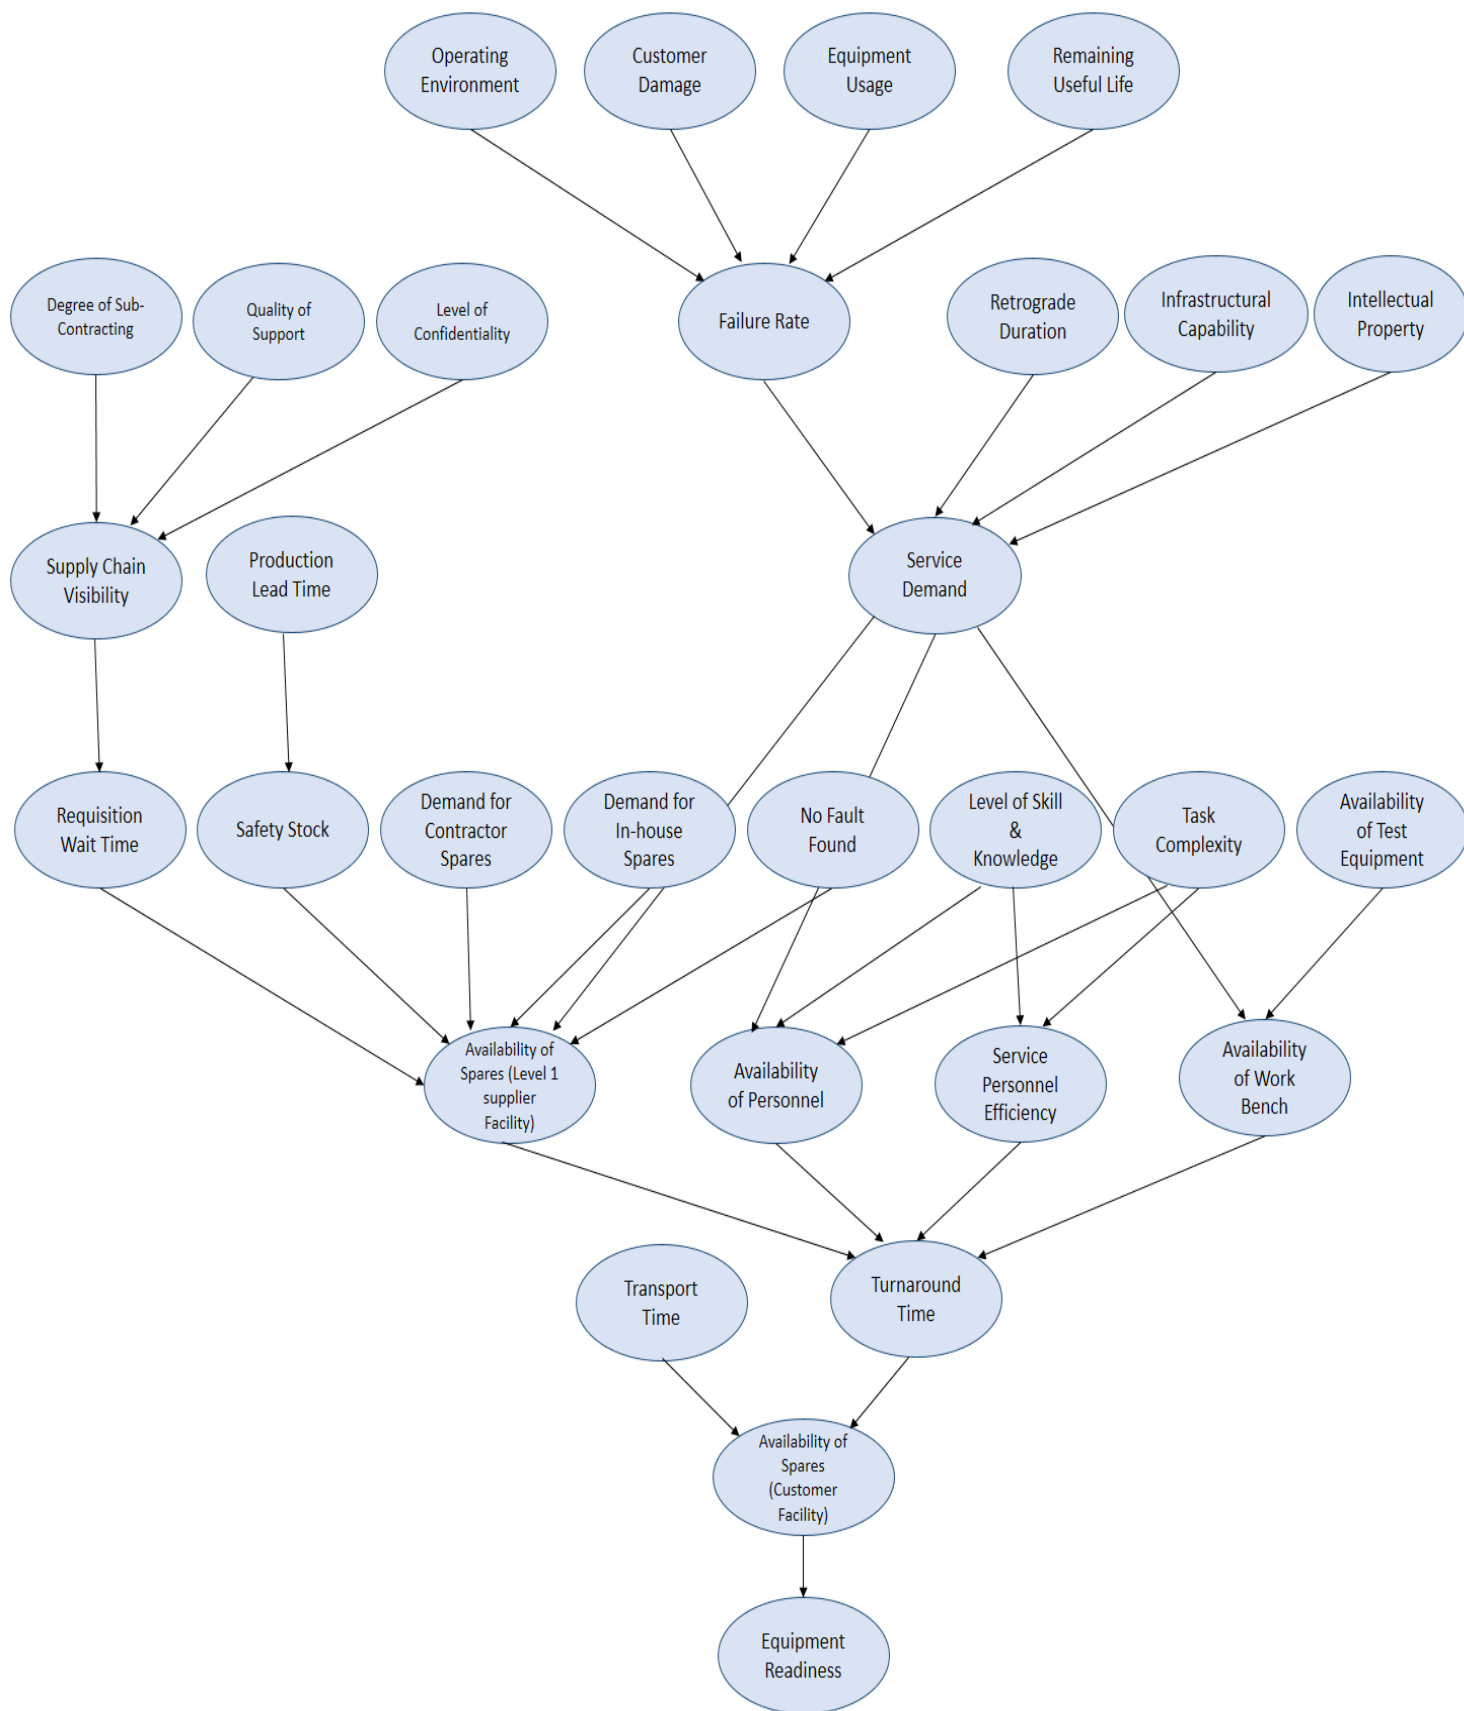 Operating
Environment
Customer
Damage
Equipment
Usage
Remaining
Useful Life
Degree of Sub-
Contracting
Quality of
Support
Level of
Confidentiality
Failure Rate
Retrograde
Duration
Infrastructural
Capability
Intellectual
Property
Supply Chain
Visibility
Production
Lead Time
Service
Demand
Requisition
Wait Time
Safety Stock
Demand for
Contractor
Spares
Demand for
In-house
Spares
No Fault
Found
Level of Skill
&
Knowledge
Task
Complexity
Availability
of Test
Equipment
Availability of
Spares (Level 1
supplier
Facility)
Availability
of Personnel
Service
Personnel
Efficiency
Availability
of Work
Bench
Transport
Time
Turnaround
Time
Availability of
Spares
(Customer
Facility)
Equipment
Readiness